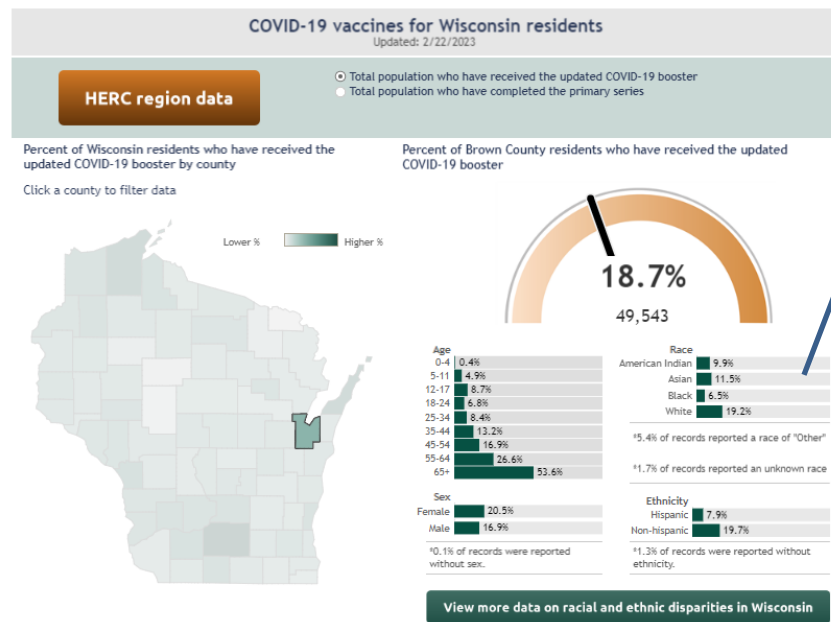 COVID-19 vaccines for Wisconsin residents
Updated: 2/22/2023
HERC region data
Total population who have received the updated COVID-19 booster
Total population who have completed the primary series
Percent of Wisconsin residents who have received the
updated COVID-19 booster by county
Click a county to filter data
Lower %
Higher %
Percent of Brown County residents who have received the updated
COVID-19 booster
18.7%
49,543
Age
0-4 0.4%
5-11 4.9%
12-17 8.7%
18-24 6.8%
25-34 8.4%
35-44 13.2%
45-54 16.9%
55-64 26.6%
65+ 53.6%
Race
American Indian 9.9%
Asian 11.5%
Black 6.5%
White 19.2%
*5.4% of records reported a race of "Other"
*1.7% of records reported an unknown race
Sex
Female 20.5%
Male 16.9%
*0.1% of records were reported
without sex.
Ethnicity
Hispanic 7.9%
Non-hispanic 19.7%
*1.3% of records were reported without
ethnicity.
View more data on racial and ethnic disparities in Wisconsin